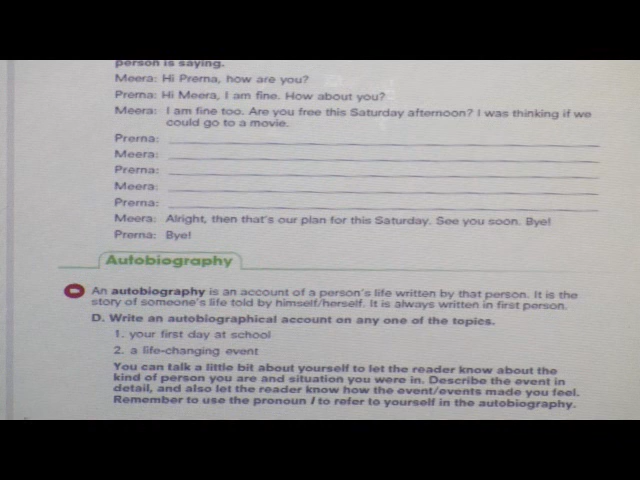 person is saying.
Meera: Hi Prerna, how are you?
Prerna: Hi Meera, I am fine. How about you?
Meera: I am fine too. Are you free this Saturday afternoon? I was thinking if we
could go to a movie.
Prerna:
Meera:
Prerna:
Meera:
Prerna:
Meera: Alright, then that's our plan for this Saturday. See you soon. Bye!
Prerna: Bye!
Autobiography
An autobiography is an account of a person's life written by that person. It is the
story of someone's life told by himself/herself. It is always written in first person.
D. Write an autobiographical account on any one of the topics.
1. your first day at school
2. a life-changing event
You can talk a little bit about yourself to let the reader know about the
kind of person you are and situation you were in. Describe the event in
detail, and also let the reader know how the event/events made you feel.
Remember to use the pronoun I to refer to yourself in the autobiography.